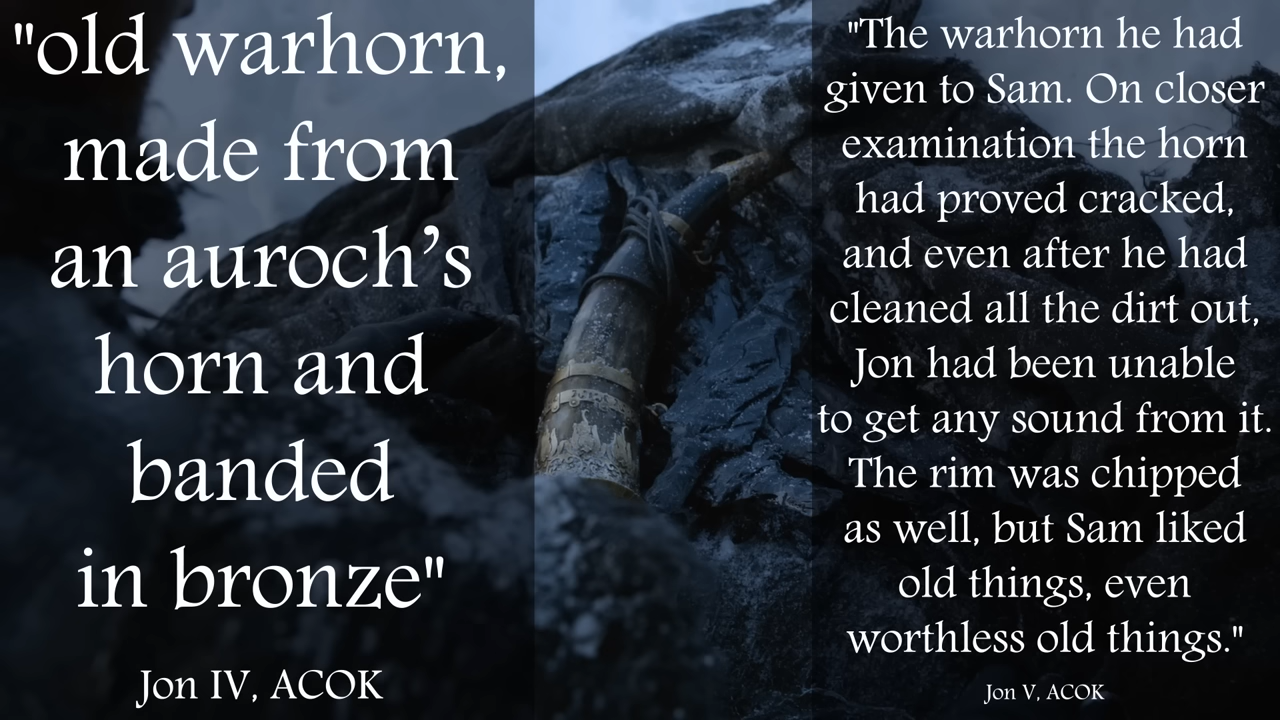 "old warhorn,
made from
an auroch’s
horn and
banded
in bronze"
Jon IV, ACOK
"The warhorn he had
given to Sam. On closer
examination the horn
had proved cracked,
and even after he had
cleaned all the dirt out,
Jon had been unable
to get any sound from it.
The rim was chipped
as well, but Sam liked
old things, even
worthless old things."
Jon V, ACOK